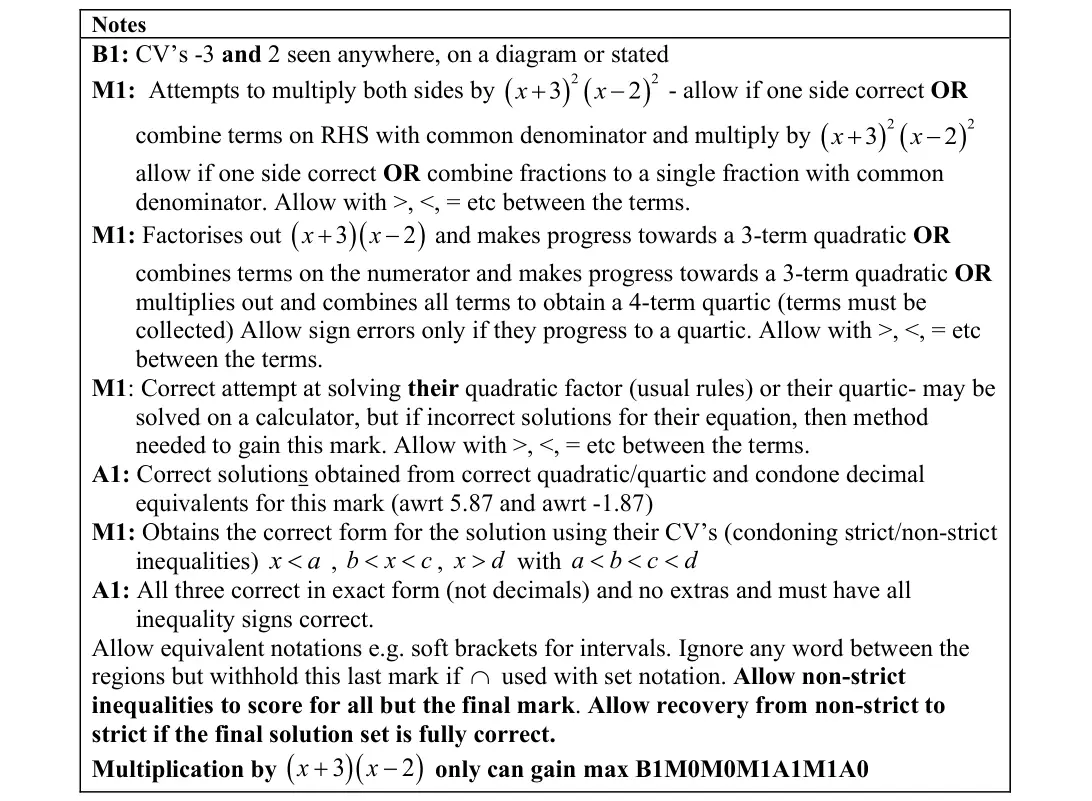 Notes
B1: CV's -3 and 2 seen anywhere, on a diagram or stated
M1: Attempts to multiply both sides by (x+3)²(x−2)² - allow if one side correct OR
combine terms on RHS with common denominator and multiply by (x+3)²(x−2)²
allow if one side correct OR combine fractions to a single fraction with common
denominator. Allow with >, <, = etc between the terms.
M1: Factorises out (x+3)(x−2) and makes progress towards a 3-term quadratic OR
combines terms on the numerator and makes progress towards a 3-term quadratic OR
multiplies out and combines all terms to obtain a 4-term quartic (terms must be
collected) Allow sign errors only if they progress to a quartic. Allow with >, <, = etc
between the terms.
M1: Correct attempt at solving their quadratic factor (usual rules) or their quartic- may be
solved on a calculator, but if incorrect solutions for their equation, then method
needed to gain this mark. Allow with >, <, = etc between the terms.
A1: Correct solutions obtained from correct quadratic/quartic and condone decimal
equivalents for this mark (awrt 5.87 and awrt -1.87)
M1: Obtains the correct form for the solution using their CV's (condoning strict/non-strict
inequalities) x < a , b < x < c , x > d with a < b < c < d
A1: All three correct in exact form (not decimals) and no extras and must have all
inequality signs correct.
Allow equivalent notations e.g. soft brackets for intervals. Ignore any word between the
regions but withhold this last mark if ∩ used with set notation. Allow non-strict
inequalities to score for all but the final mark. Allow recovery from non-strict to
strict if the final solution set is fully correct.
Multiplication by (x+3)(x−2) only can gain max B1M0M0M1A1M1A0